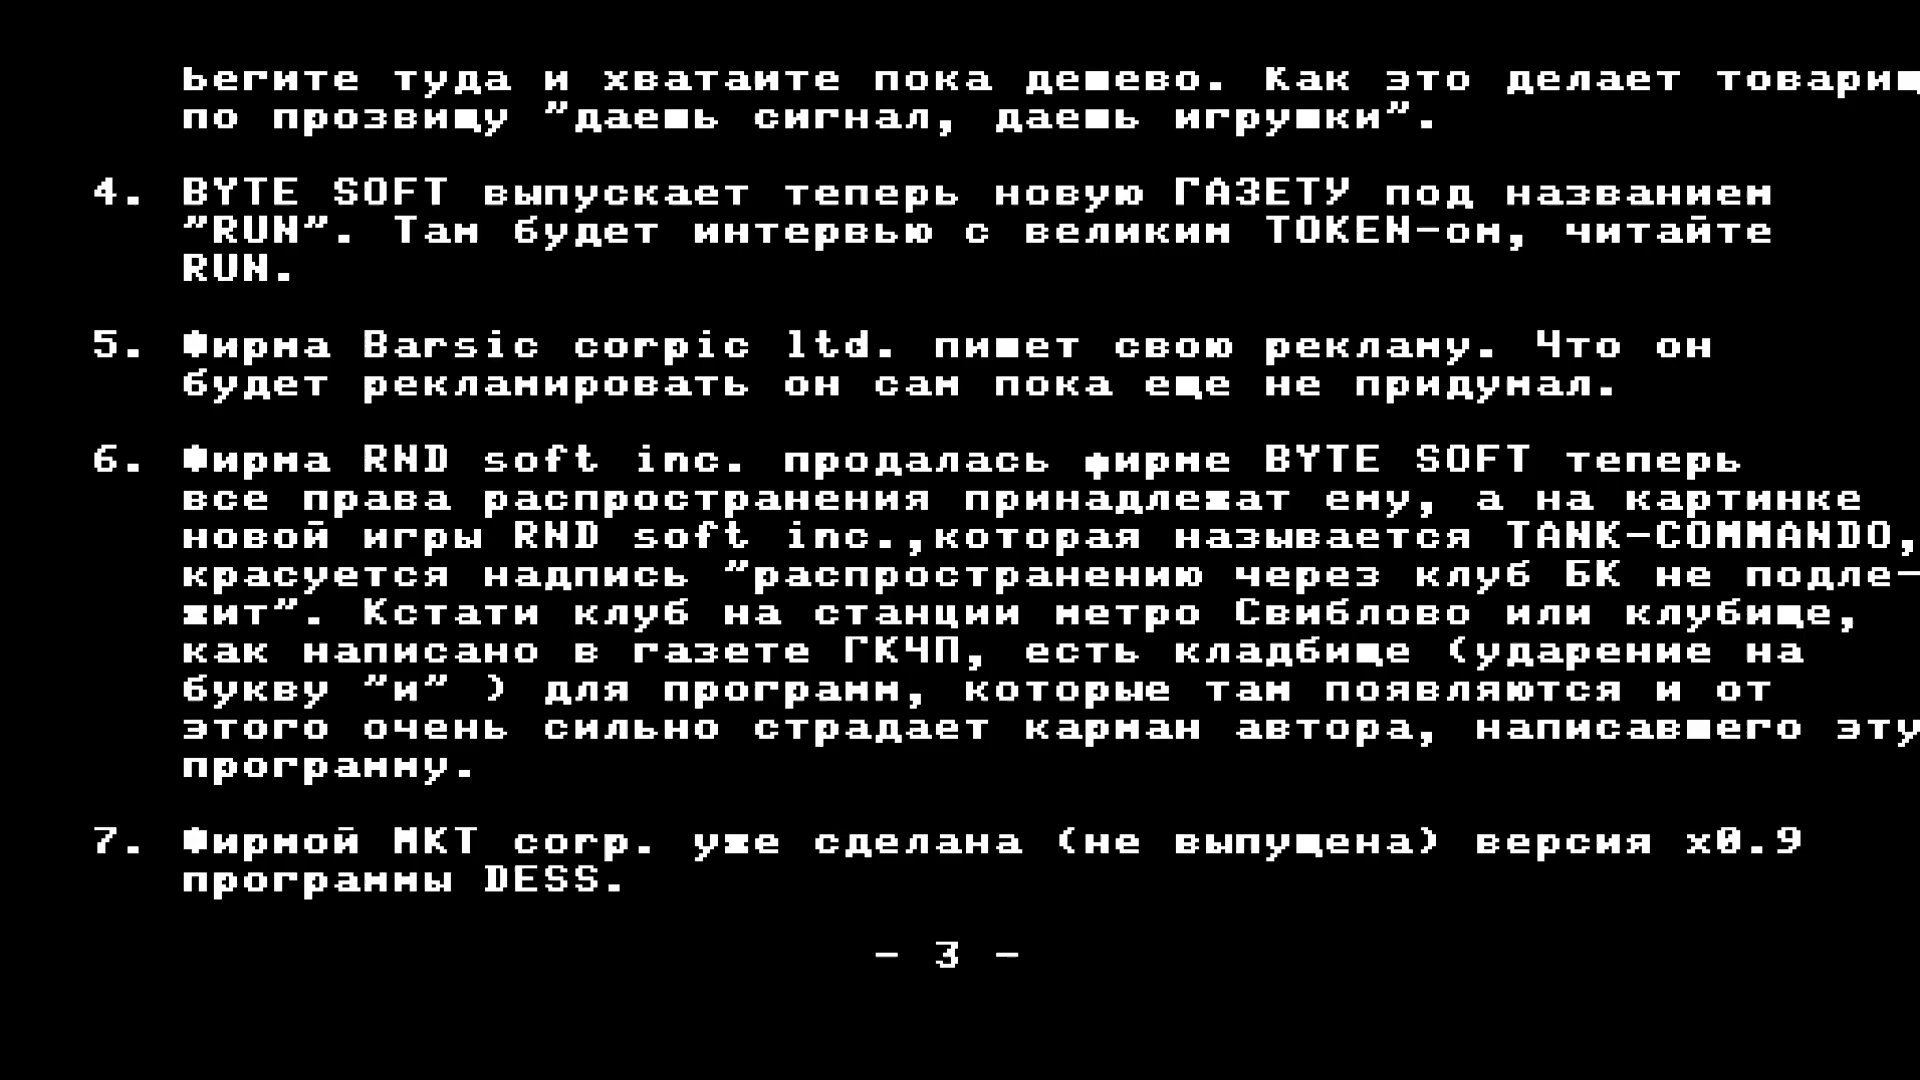 Бегите туда и хватайте пока дешево. Как это делает товарищ
по прозвищу "даешь сигнал, даешь игрушки".
4. BYTE SOFT выпускает теперь новую ГАЗЕТУ под названием
"RUN". Там будет интервью с великим TOKEN-ом, читайте
RUN.
5. Фирма Barsic corpic ltd. пишет свою рекламу. Что он
будет рекламировать он сам пока еще не придумал.
6. Фирма RND soft inc. продалась фирме BYTE SOFT теперь
все права распространения принадлежат ему, а на картинке
новой игры RND soft inc.,которая называется TANK-COMMANDO,
красуется надпись "распространению через клуб БК не подле-
жит". Кстати клуб на станции метро Свиблово или клубище,
как написано в газете ГКЧП, есть кладбище (ударение на
букву "и" ) для программ, которые там появляются и от
этого очень сильно страдает карман автора, написавшего эту
программу.
7. Фирмой МКТ corp. уже сделана (не выпущена) версия x0.9
программы DESS.
- 3 -